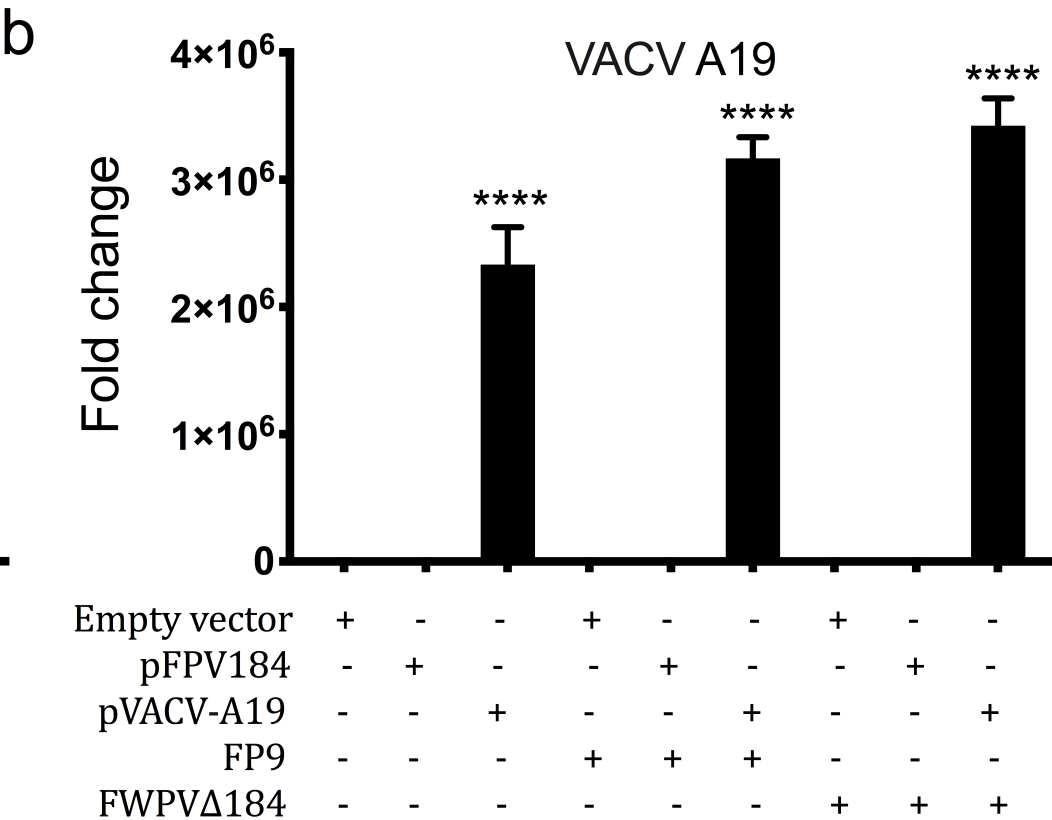 b
VACV A19
4×10⁶
****
****
3×10⁶
****
2×10⁶
1×10⁶
0
Fold change
Empty vector + - - + - - + - -
pFPV184 - + - - + - - + -
pVACV-A19 - - + - - + - - +
FP9 - - - + + + - - -
FWPVΔ184 - - - - - - + + +